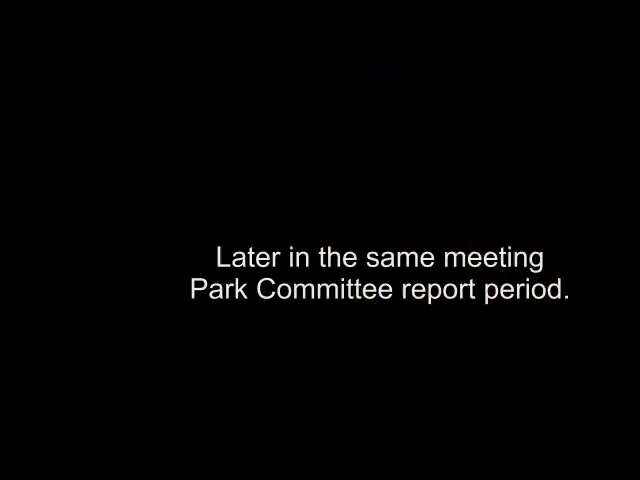 Later in the same meeting
Park Committee report period.